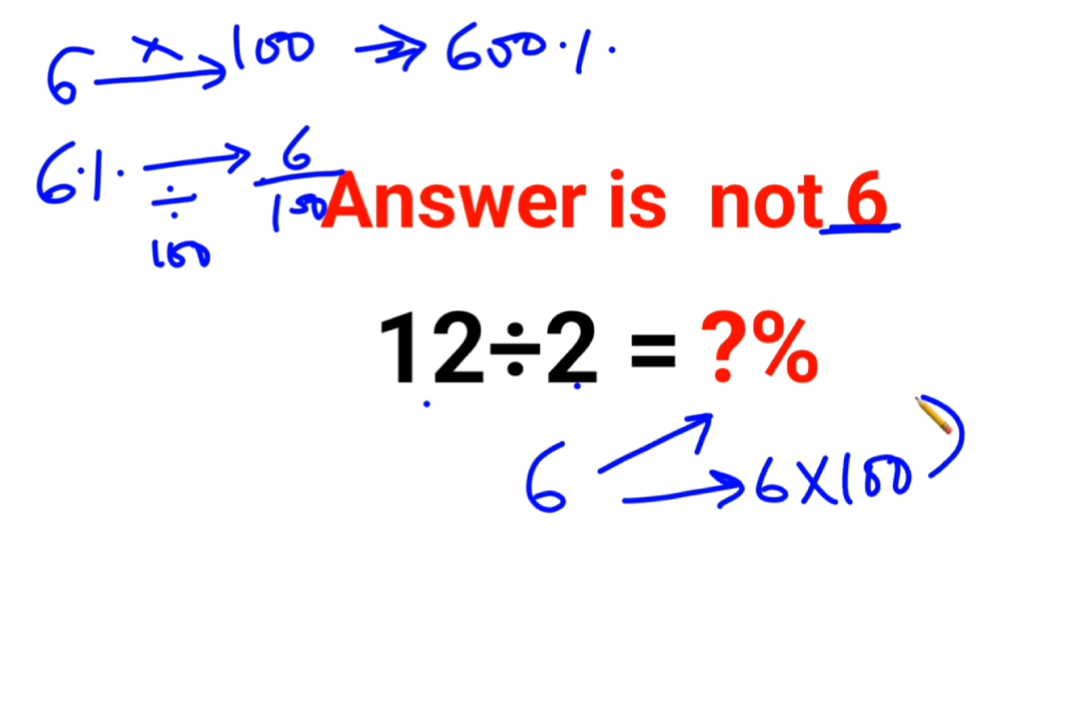 6 × → 100 ⇒ 600 %
6 % → 6/100
÷
100
Answer is not 6
12÷2 = ?%
6 → 6×100